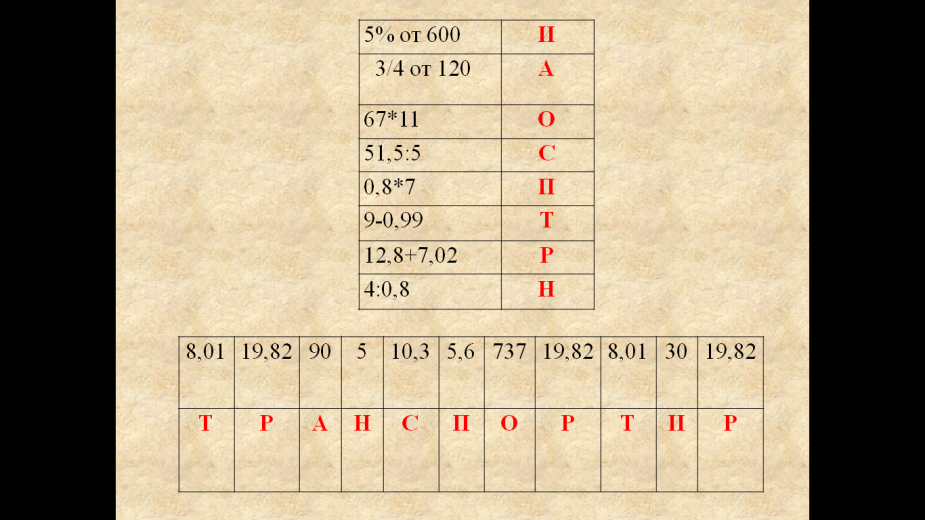 5% от 600 И
3/4 от 120 А
67*11 О
51,5:5 С
0,8*7 П
9-0,99 Т
12,8+7,02 Р
4:0,8 Н
8,01 19,82 90 5 10,3 5,6 737 19,82 8,01 30 19,82
Т Р А Н С П О Р Т И Р